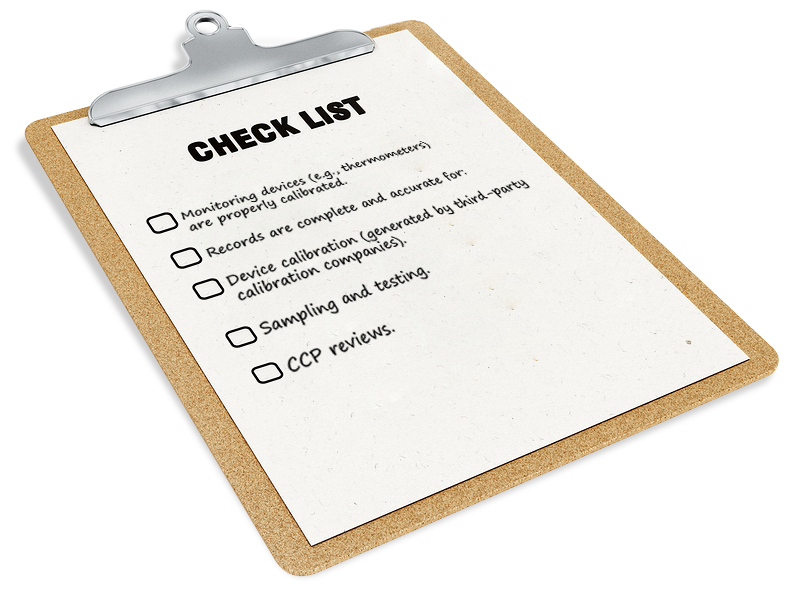 CHECK LIST
Monitoring devices (e.g., thermometers)
are properly calibrated.
Records are complete and accurate for:
Device calibration (generated by third-party
calibration companies).
Sampling and testing.
CCP reviews.